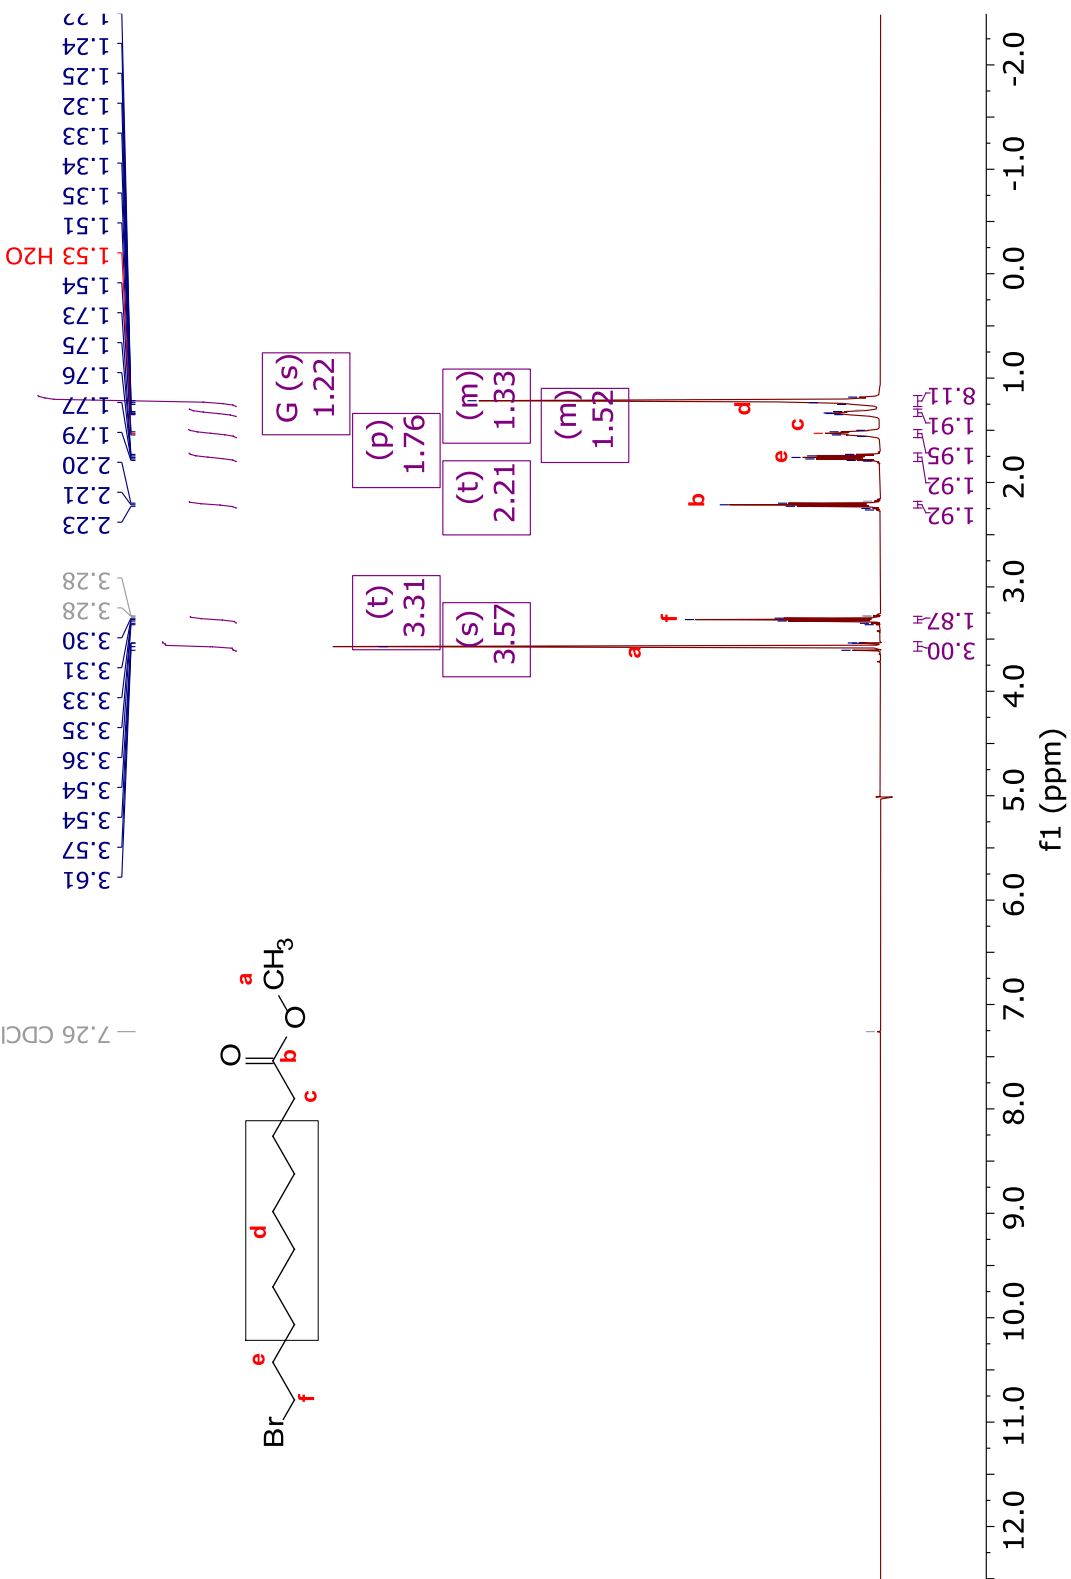 1.22
1.24
1.25
1.32
1.33
1.34
1.35
1.51
1.53 H2O
1.54
1.73
1.75
1.76
1.77
1.79
2.20
2.21
2.23
3.28
3.28
3.30
3.31
3.33
3.35
3.36
3.54
3.54
3.57
3.61
7.26 CDCl
G (s)
1.22
(p)
1.76
(m)
1.33
(m)
1.52
(t)
2.21
(t)
3.31
(s)
3.57
a
f
b
e
c
d
Br
f
e
d
c
b
O
O
CH3
a
8.11
1.91
1.95
1.92
1.92
1.87
3.00
12.0
11.0
10.0
9.0
8.0
7.0
6.0
5.0
4.0
3.0
2.0
1.0
0.0
-1.0
-2.0
f1 (ppm)